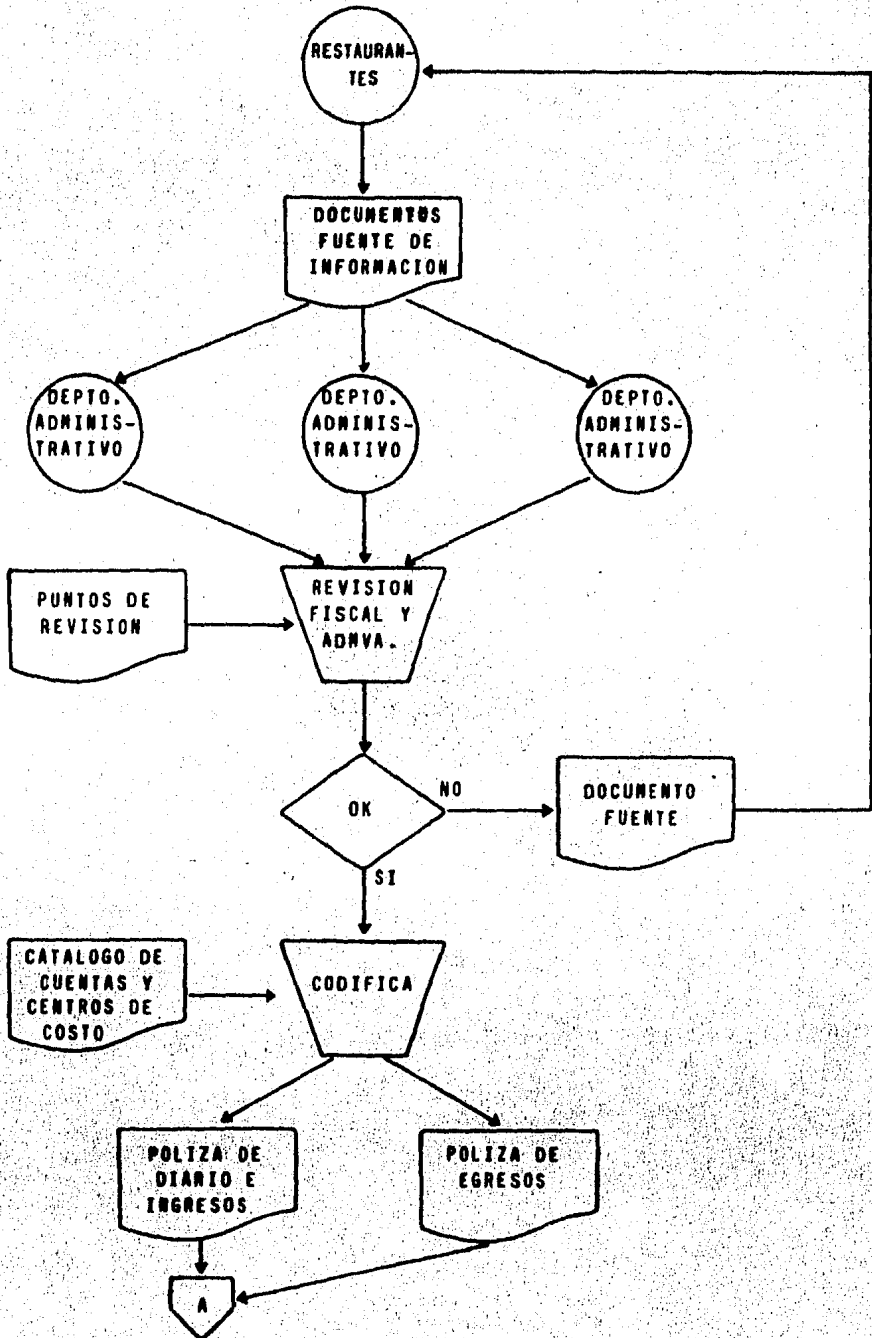 RESTAURAN-
TES
DOCUMENTOS
FUENTE DE
INFORMACION
DEPTO.
ADMINIS-
TRATIVO
DEPTO.
ADMINIS-
TRATIVO
DEPTO.
ADMINIS-
TRATIVO
PUNTOS DE
REVISION
REVISION
FISCAL Y
ADMVA.
OK
NO
DOCUMENTO
FUENTE
SI
CATALOGO DE
CUENTAS Y
CENTROS DE
COSTO
CODIFICA
POLIZA DE
DIARIO E
INGRESOS
POLIZA DE
EGRESOS
A